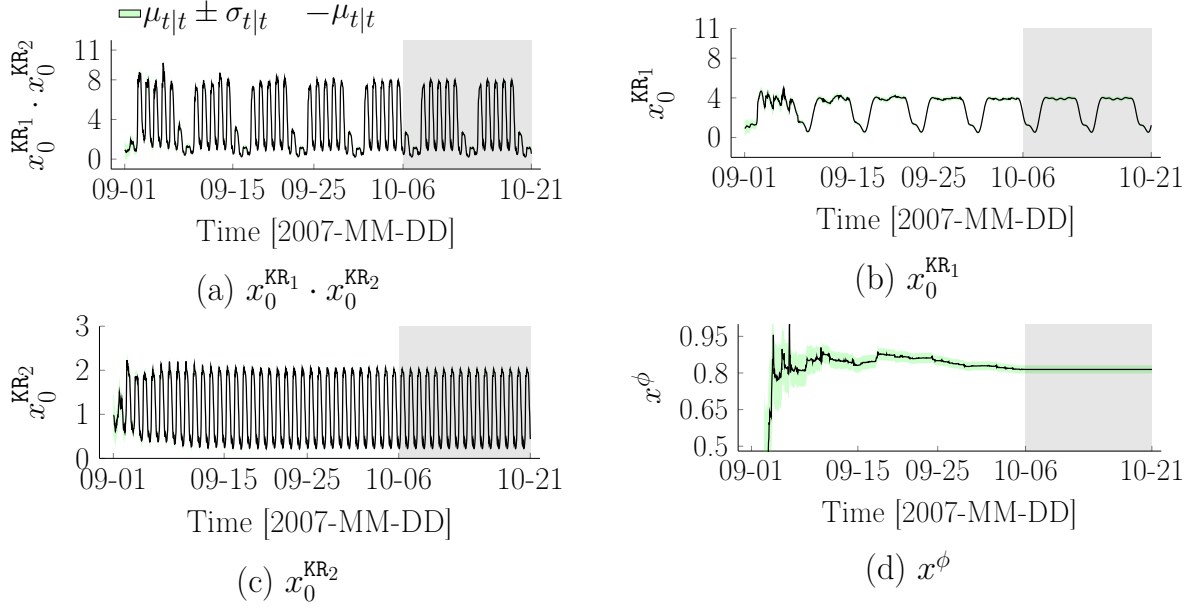 μ_{t|t} ± σ_{t|t} −μ_{t|t}
x_0^{KR_1} · x_0^{KR_2}
11
8
4
0
09-01 09-15 09-25 10-06 10-21
Time [2007-MM-DD]
(a) x_0^{KR_1} · x_0^{KR_2}
x_0^{KR_1}
11
8
4
0
09-01 09-15 09-25 10-06 10-21
Time [2007-MM-DD]
(b) x_0^{KR_1}
x_0^{KR_2}
3
2
1
0
09-01 09-15 09-25 10-06 10-21
Time [2007-MM-DD]
(c) x_0^{KR_2}
x^ϕ
0.95
0.8
0.65
0.5
09-01 09-15 09-25 10-06 10-21
Time [2007-MM-DD]
(d) x^ϕ